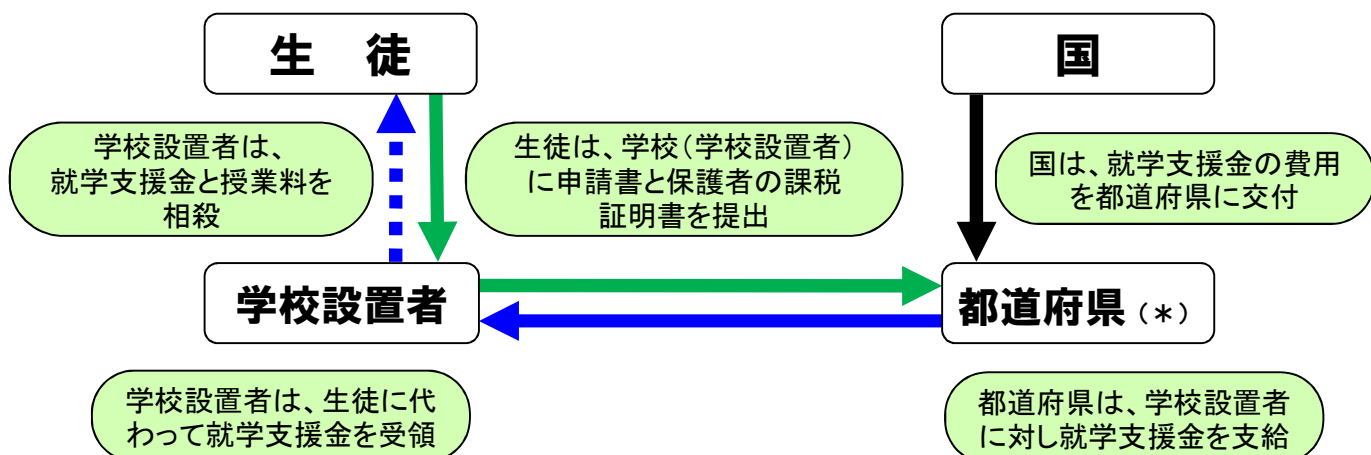 生　徒
国
学校設置者は、
就学支援金と授業料を
相殺
生徒は、学校（学校設置者）
に申請書と保護者の課税
証明書を提出
国は、就学支援金の費用
を都道府県に交付
学校設置者
都道府県（＊）
学校設置者は、生徒に代
わって就学支援金を受領
都道府県は、学校設置者
に対し就学支援金を支給